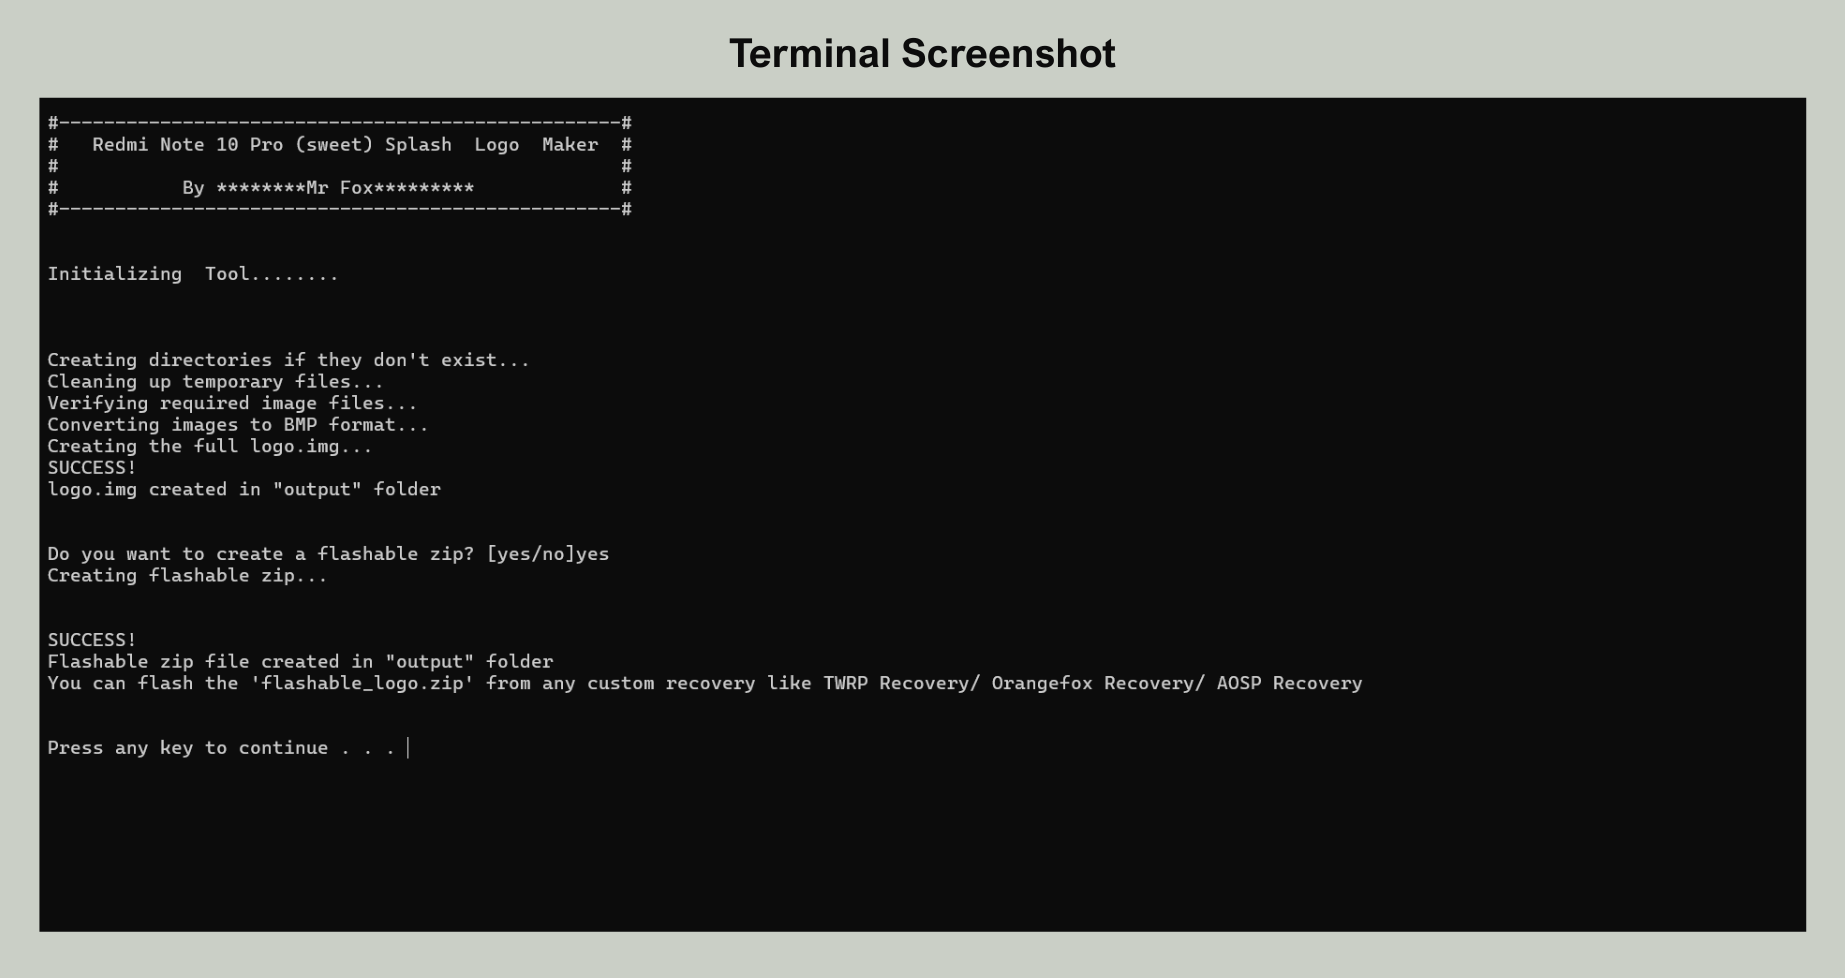 Terminal Screenshot
#--------------------------------------------------#
#   Redmi Note 10 Pro (sweet) Splash  Logo  Maker  #
#                                                  #
#           By ********Mr Fox*********             #
#--------------------------------------------------#
Initializing  Tool........
Creating directories if they don't exist...
Cleaning up temporary files...
Verifying required image files...
Converting images to BMP format...
Creating the full logo.img...
SUCCESS!
logo.img created in "output" folder
Do you want to create a flashable zip? [yes/no]yes
Creating flashable zip...
SUCCESS!
Flashable zip file created in "output" folder
You can flash the 'flashable_logo.zip' from any custom recovery like TWRP Recovery/ Orangefox Recovery/ AOSP Recovery
Press any key to continue . . .